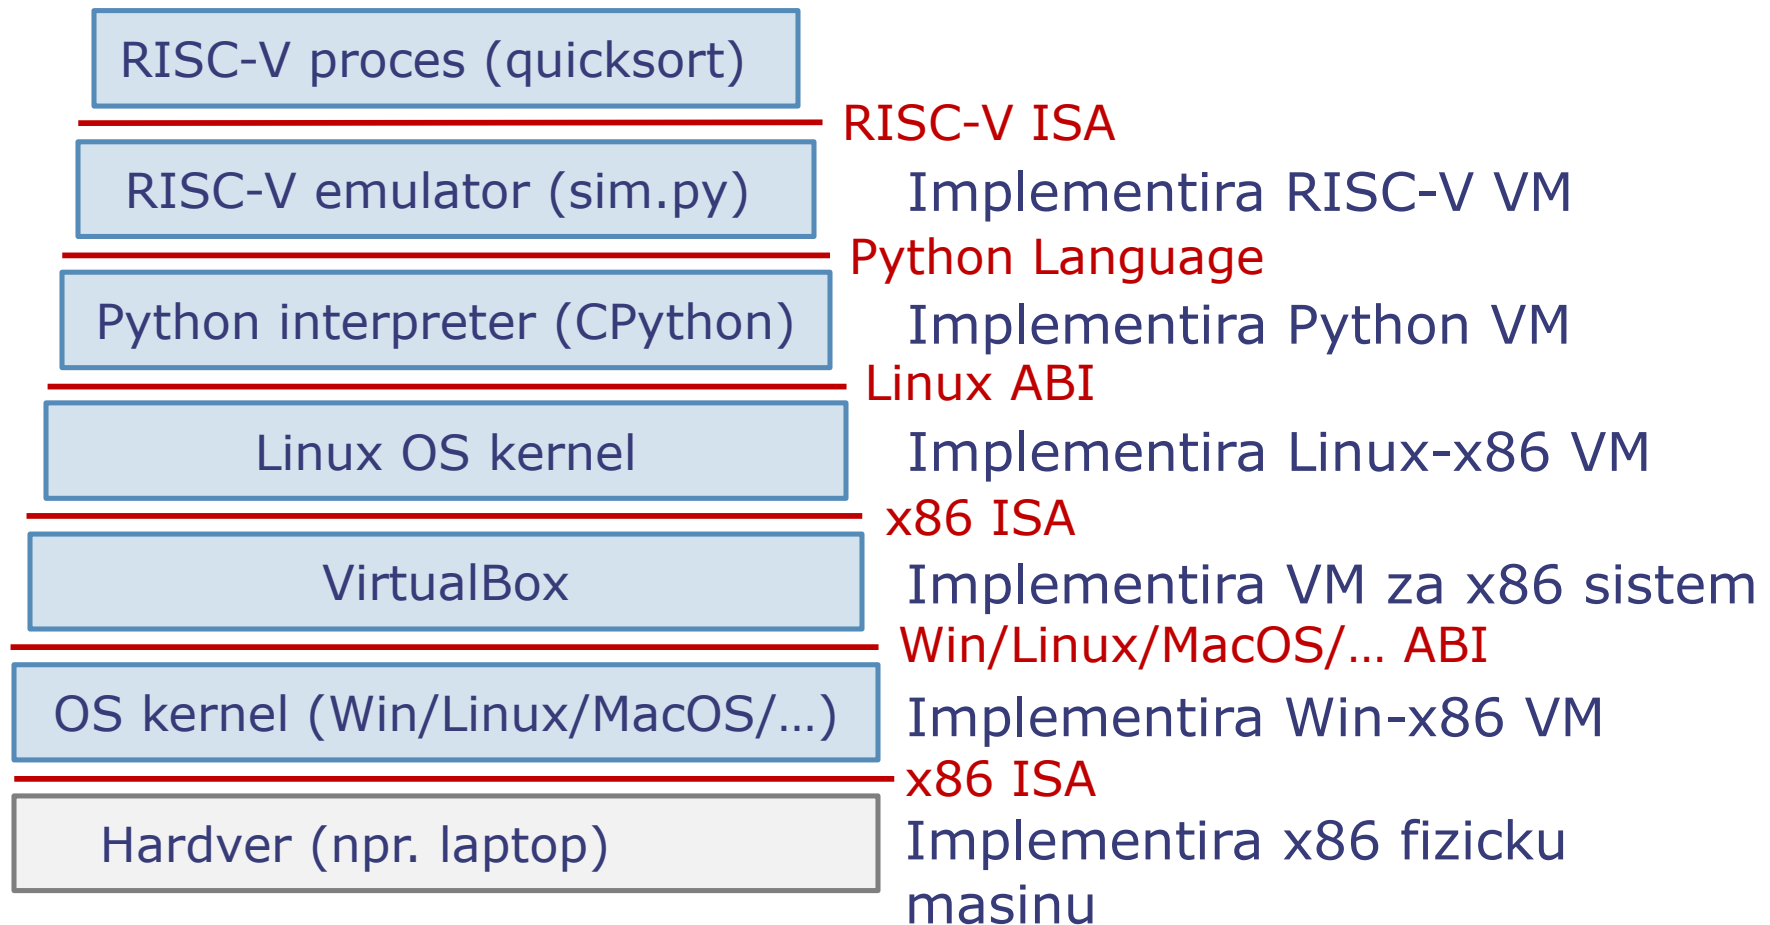 RISC-V proces (quicksort)
RISC-V ISA
RISC-V emulator (sim.py)
Implementira RISC-V VM
Python Language
Python interpreter (CPython)
Implementira Python VM
Linux ABI
Linux OS kernel
Implementira Linux-x86 VM
x86 ISA
VirtualBox
Implementira VM za x86 sistem
Win/Linux/MacOS/… ABI
OS kernel (Win/Linux/MacOS/…)
Implementira Win-x86 VM
x86 ISA
Hardver (npr. laptop)
Implementira x86 fizicku
masinu